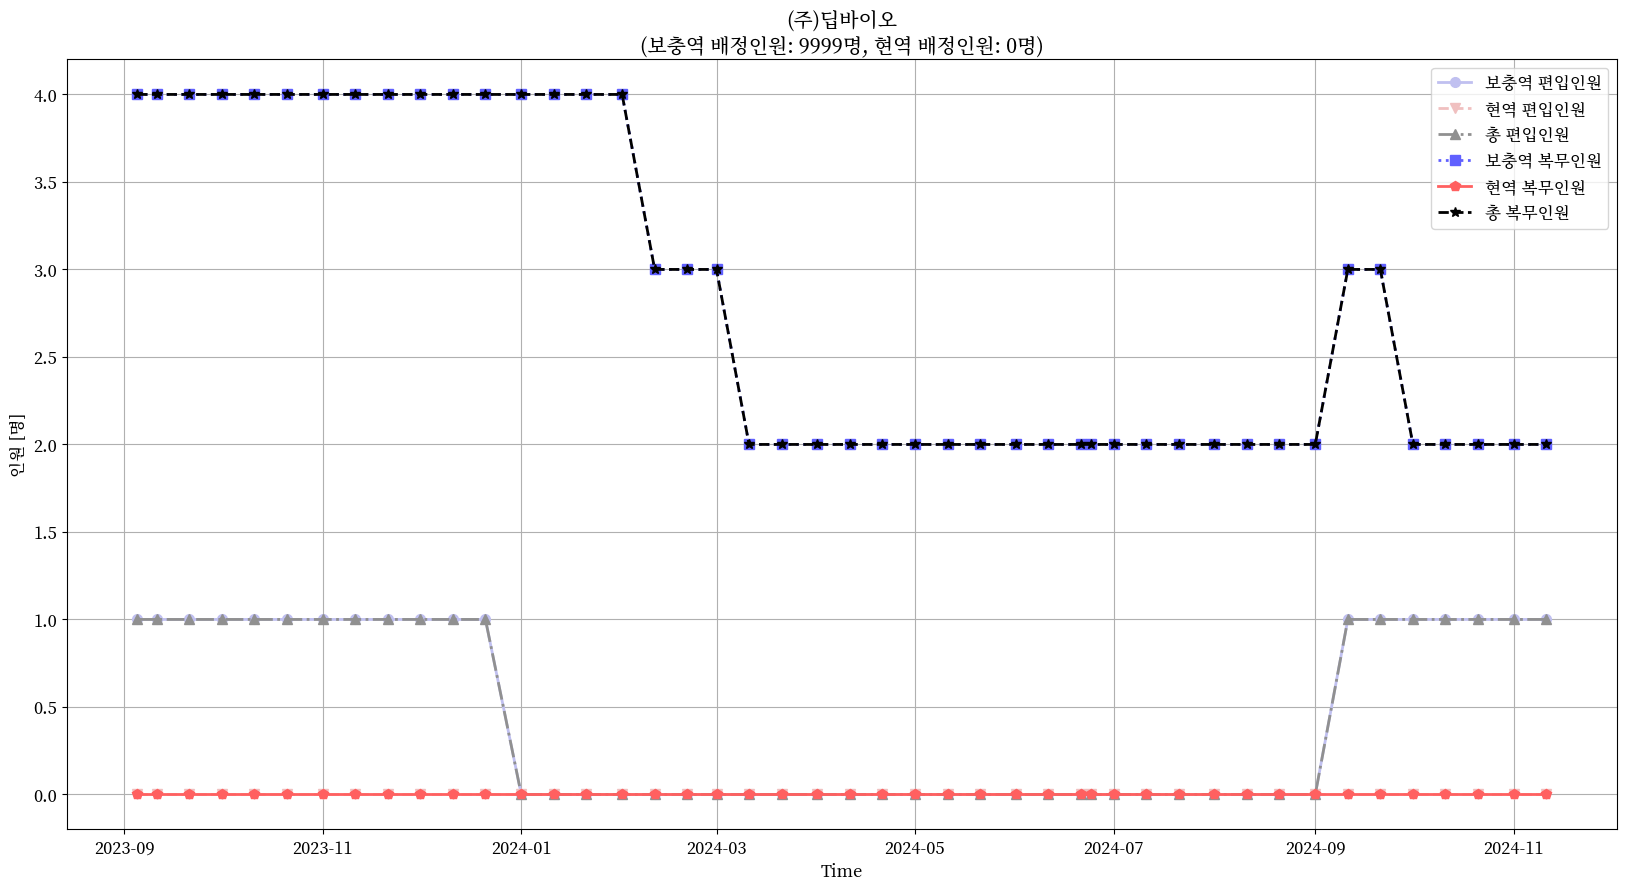 (주)딥바이오
(보충역 배정인원: 9999명, 현역 배정인원: 0명)
보충역 편입인원
현역 편입인원
총 편입인원
보충역 복무인원
현역 복무인원
총 복무인원
4.0
3.5
3.0
2.5
2.0
1.5
1.0
0.5
0.0
인원 [명]
2023-09 2023-11 2024-01 2024-03 2024-05 2024-07 2024-09 2024-11
Time